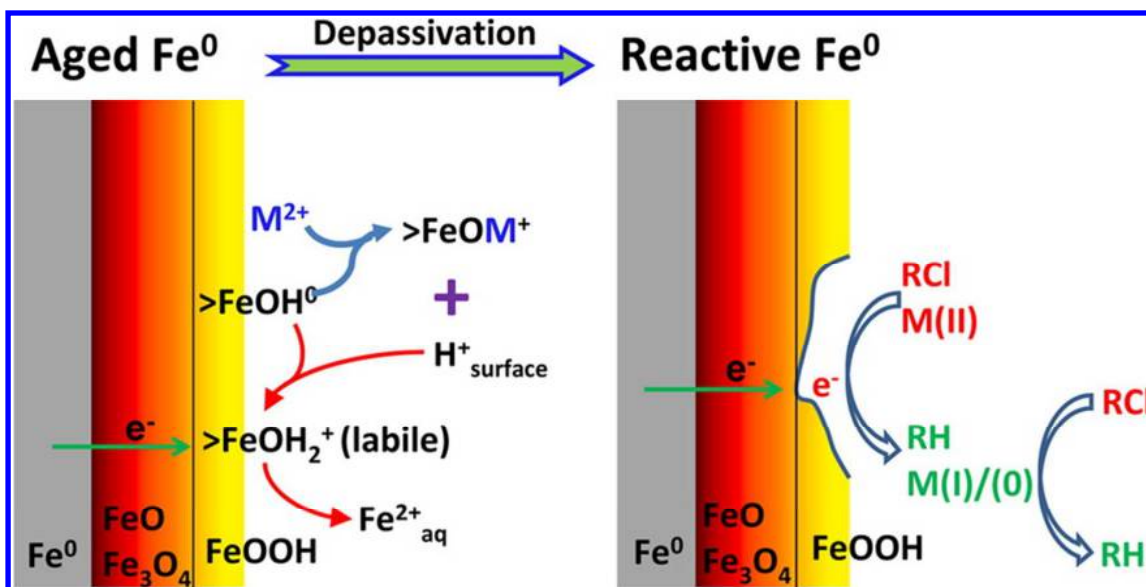 Aged Fe⁰
Depassivation
Reactive Fe⁰
M²⁺
>FeOM⁺
>FeOH⁰
+
H⁺surface
e⁻
>FeOH₂⁺ (labile)
Fe²⁺aq
FeO
Fe⁰
Fe₃O₄
FeOOH
RCl
M(II)
e⁻
e⁻
RCl
RH
M(I)/(0)
RH
FeO
Fe⁰
Fe₃O₄
FeOOH